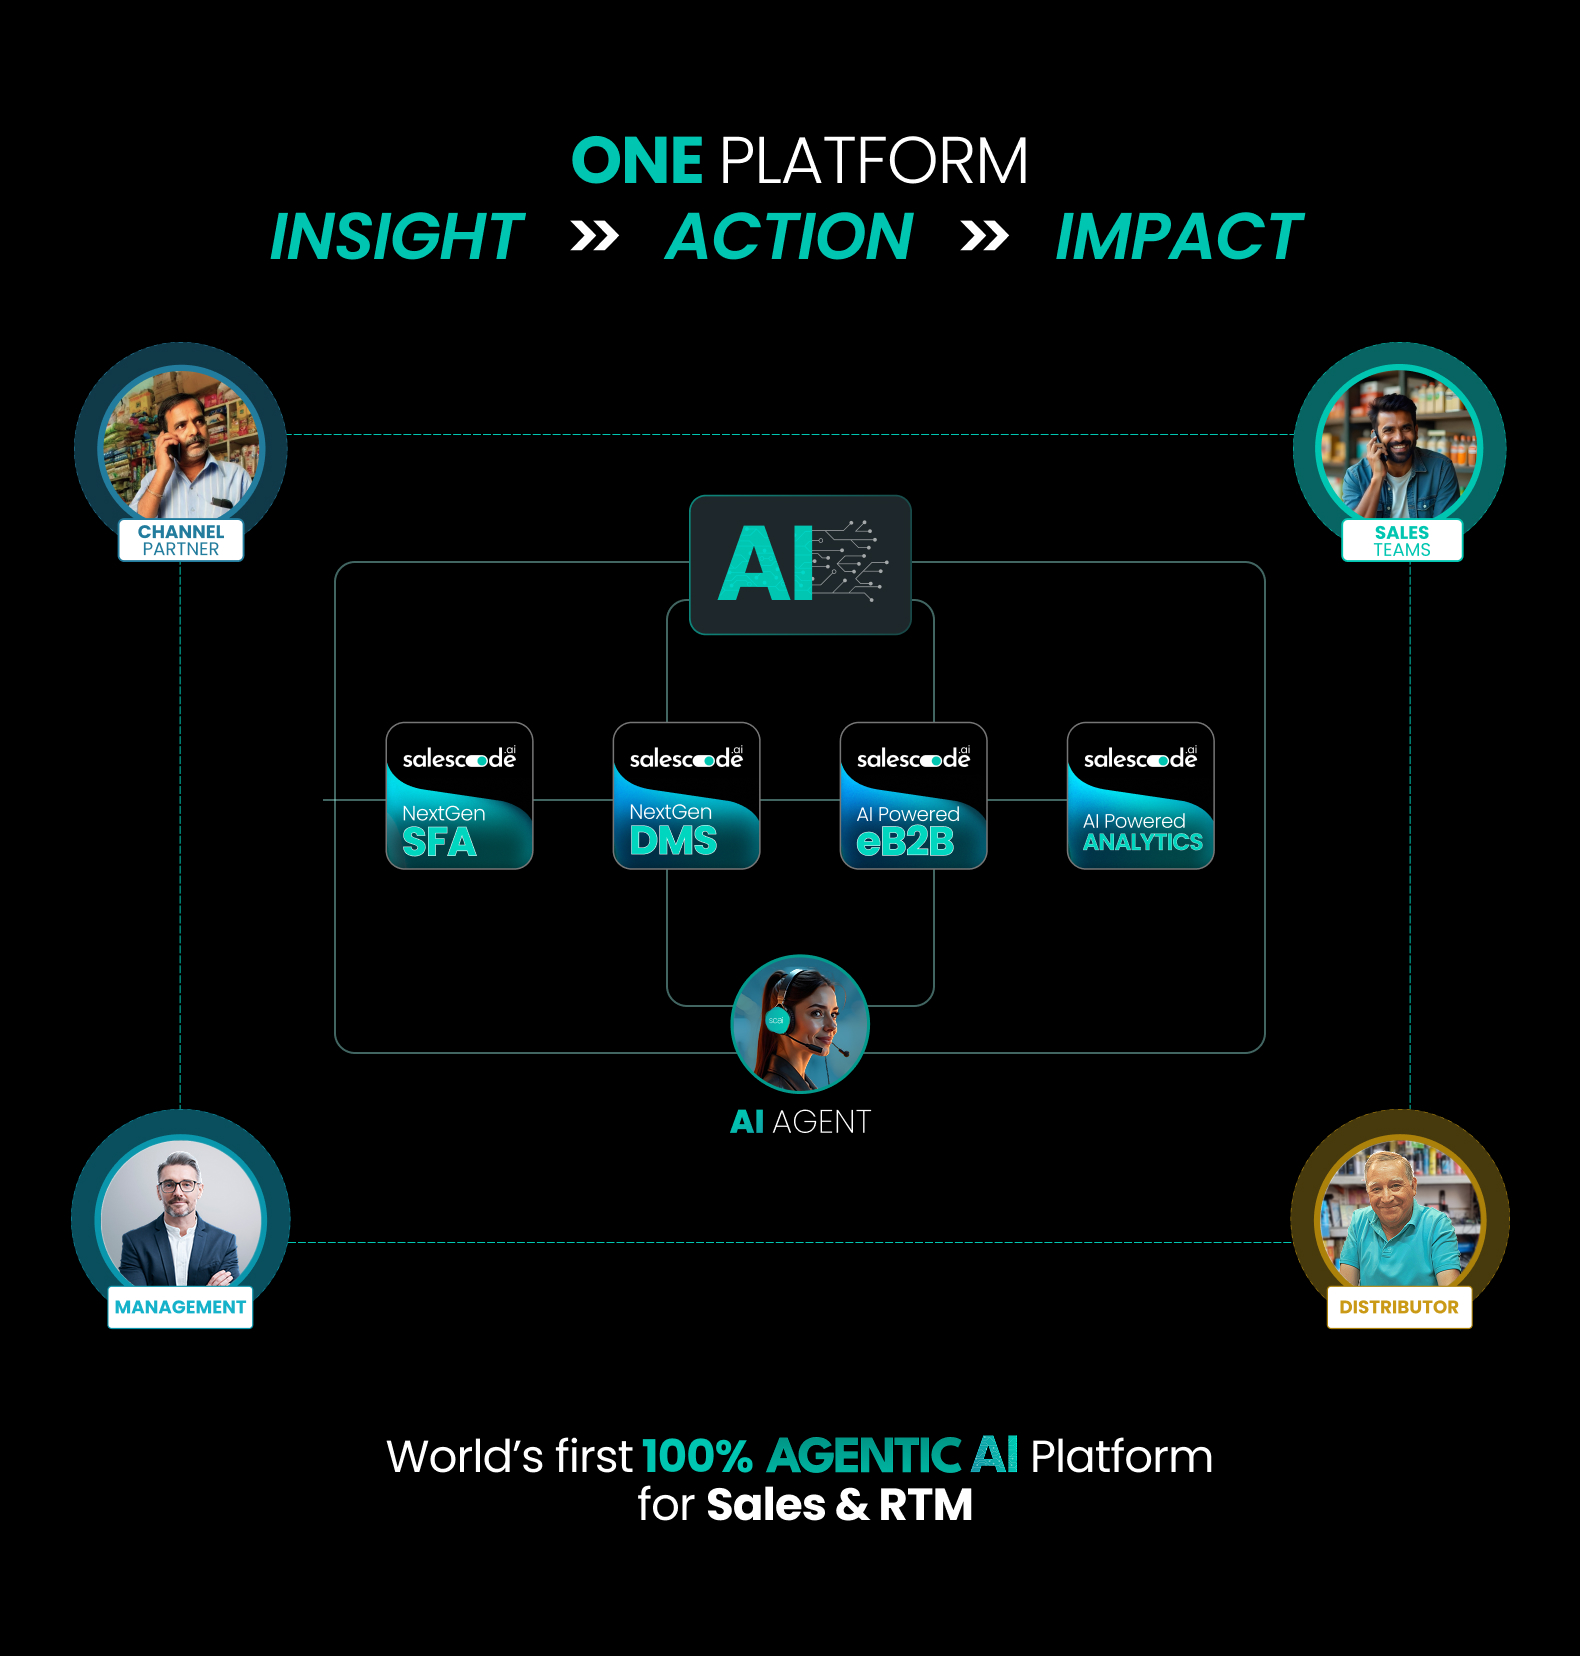 ONE PLATFORM
INSIGHT » ACTION » IMPACT
CHANNEL
PARTNER
SALES
TEAMS
AI
salescode.ai
NextGen
SFA
salescode.ai
NextGen
DMS
salescode.ai
AI Powered
eB2B
salescode.ai
AI Powered
ANALYTICS
scai
AI AGENT
MANAGEMENT
DISTRIBUTOR
World's first 100% AGENTIC AI Platform
for Sales & RTM